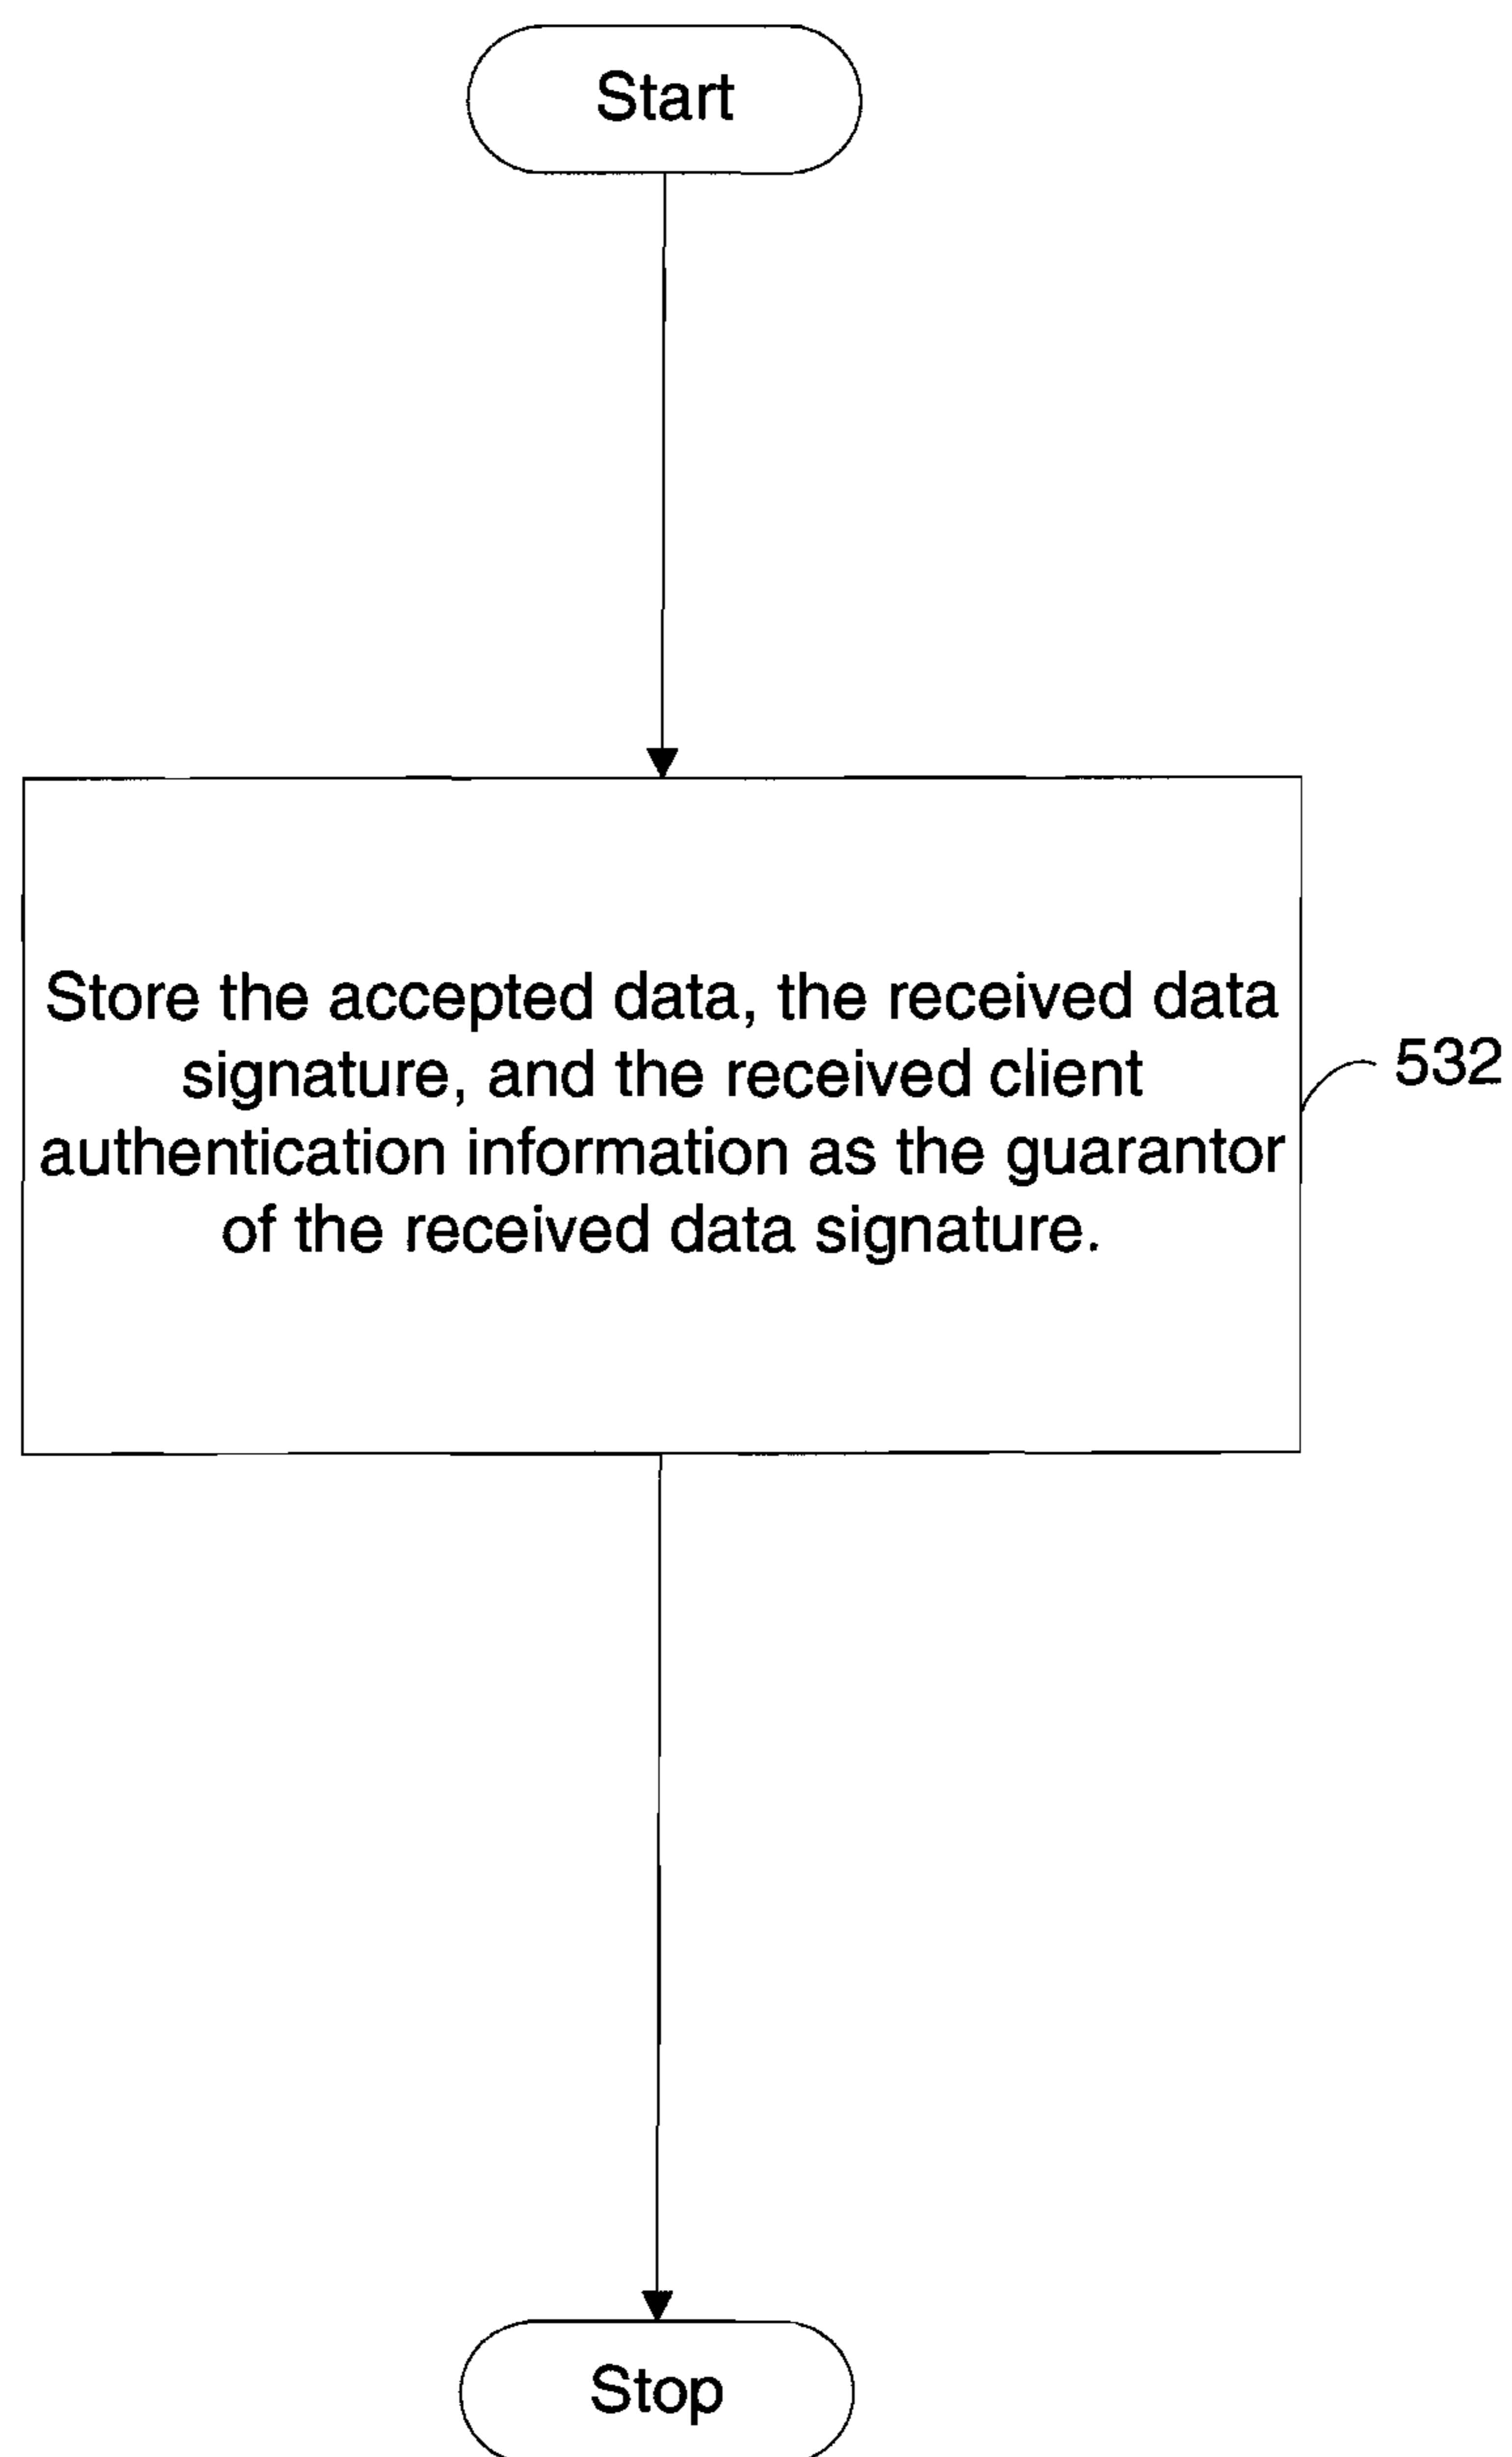 Start
Store the accepted data, the received data
signature, and the received client
authentication information as the guarantor
of the received data signature.
532
Stop